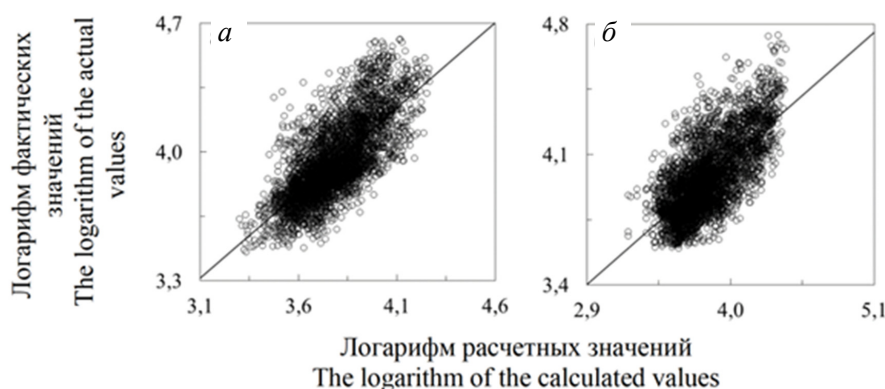 Логарифм фактических
значений
The logarithm of the actual
values
а
4,7
4,0
3,3
3,1
3,6
4,1
4,6
б
4,8
4,1
3,4
2,9
4,0
5,1
Логарифм расчетных значений
The logarithm of the calculated values